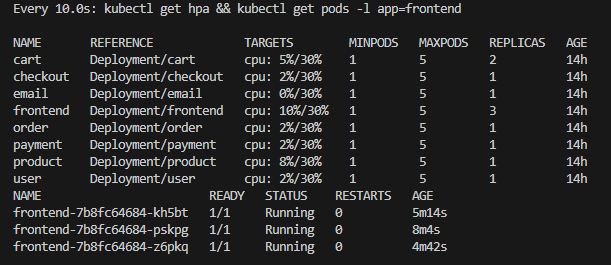 Every 10.0s: kubectl get hpa && kubectl get pods -l app=frontend
NAME REFERENCE TARGETS MINPODS MAXPODS REPLICAS AGE
cart Deployment/cart cpu: 5%/30% 1 5 2 14h
checkout Deployment/checkout cpu: 2%/30% 1 5 1 14h
email Deployment/email cpu: 0%/30% 1 5 1 14h
frontend Deployment/frontend cpu: 10%/30% 1 5 3 14h
order Deployment/order cpu: 2%/30% 1 5 1 14h
payment Deployment/payment cpu: 2%/30% 1 5 1 14h
product Deployment/product cpu: 8%/30% 1 5 1 14h
user Deployment/user cpu: 2%/30% 1 5 1 14h
NAME READY STATUS RESTARTS AGE
frontend-7b8fc64684-kh5bt 1/1 Running 0 5m14s
frontend-7b8fc64684-pskpg 1/1 Running 0 8m4s
frontend-7b8fc64684-z6pkq 1/1 Running 0 4m42s